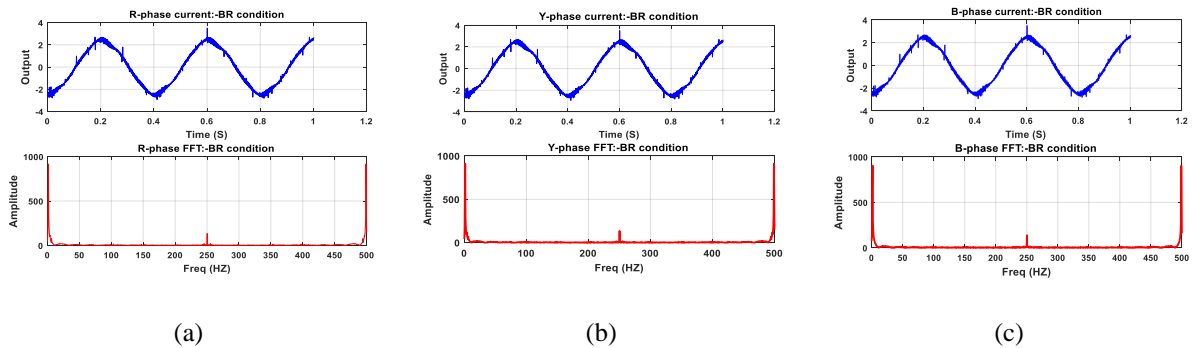 R-phase current:-BR condition
4
2
0
-2
-4
Output
0 0.2 0.4 0.6 0.8 1 1.2
Time (S)
R-phase FFT:-BR condition
1000
500
0
Amplitude
0 50 100 150 200 250 300 350 400 450 500
Freq (HZ)
(a)
Y-phase current:-BR condition
4
2
0
-2
-4
Output
0 0.2 0.4 0.6 0.8 1 1.2
Time (S)
Y-phase FFT:-BR condition
1000
500
0
Amplitude
0 100 200 300 400 500
Freq (HZ)
(b)
B-phase current:-BR condition
4
2
0
-2
-4
Output
0 0.2 0.4 0.6 0.8 1 1.2
Time (S)
B-phase FFT:-BR condition
1000
500
0
Amplitude
0 50 100 150 200 250 300 350 400 450 500
Freq (HZ)
(c)